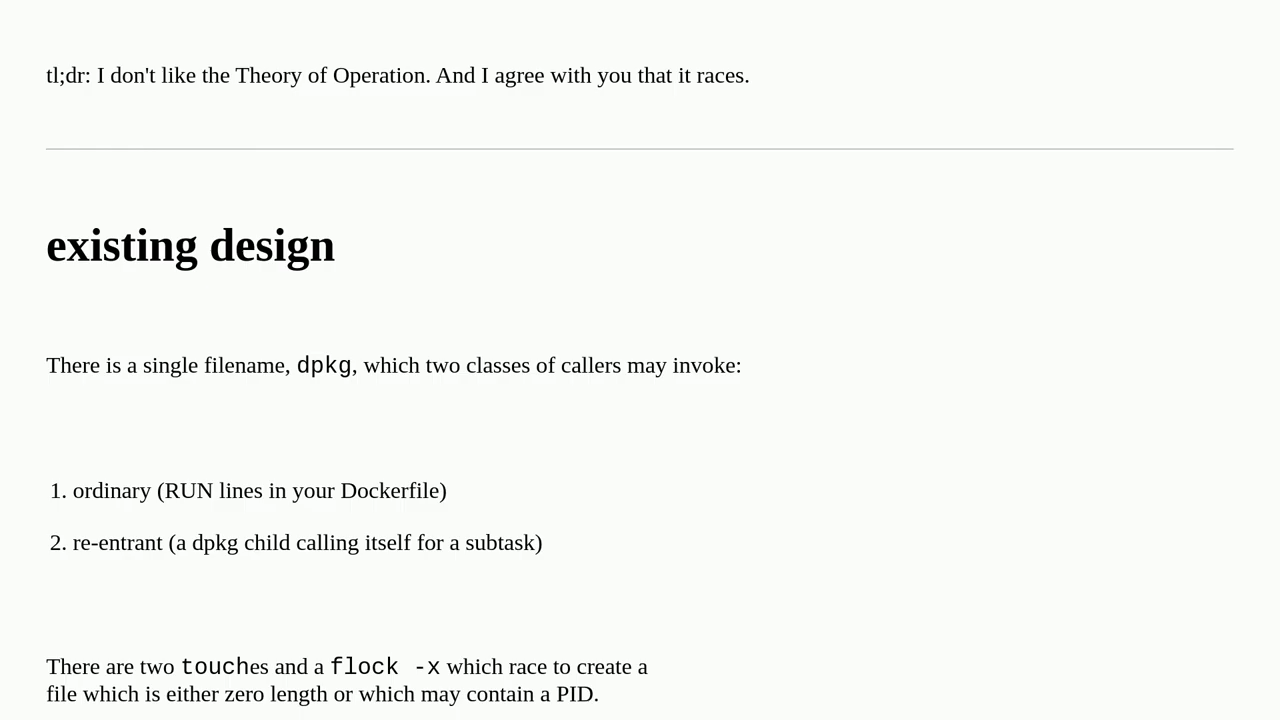 tl;dr: I don't like the Theory of Operation. And I agree with you that it races.
existing design
There is a single filename, dpkg, which two classes of callers may invoke:
1. ordinary (RUN lines in your Dockerfile)
2. re-entrant (a dpkg child calling itself for a subtask)
There are two touches and a flock -x which race to create a
file which is either zero length or which may contain a PID.